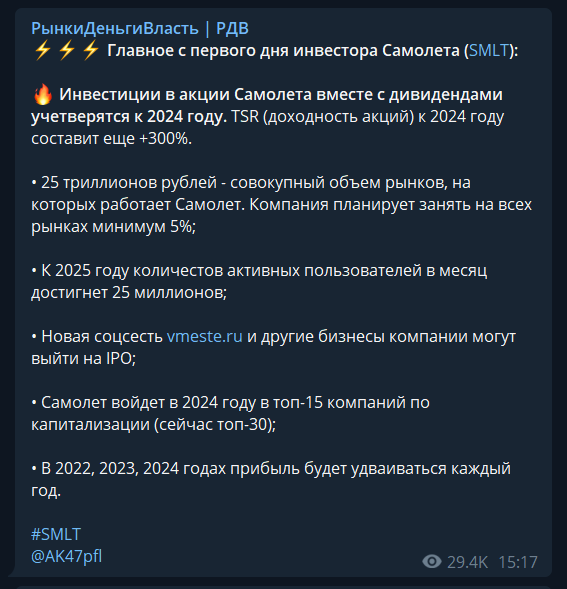 РынкиДеньгиВласть | РДВ
⚡⚡⚡ Главное с первого дня инвестора Самолета (SMLT):
🔥 Инвестиции в акции Самолета вместе с дивидендами
учетверятся к 2024 году. TSR (доходность акций) к 2024 году
составит еще +300%.
• 25 триллионов рублей - совокупный объем рынков, на
которых работает Самолет. Компания планирует занять на всех
рынках минимум 5%;
• К 2025 году количестов активных пользователей в месяц
достигнет 25 миллионов;
• Новая соцсесть vmeste.ru и другие бизнесы компании могут
выйти на IPO;
• Самолет войдет в 2024 году в топ-15 компаний по
капитализации (сейчас топ-30);
• В 2022, 2023, 2024 годах прибыль будет удваиваться каждый
год.
#SMLT
@AK47pfl
29.4K 15:17